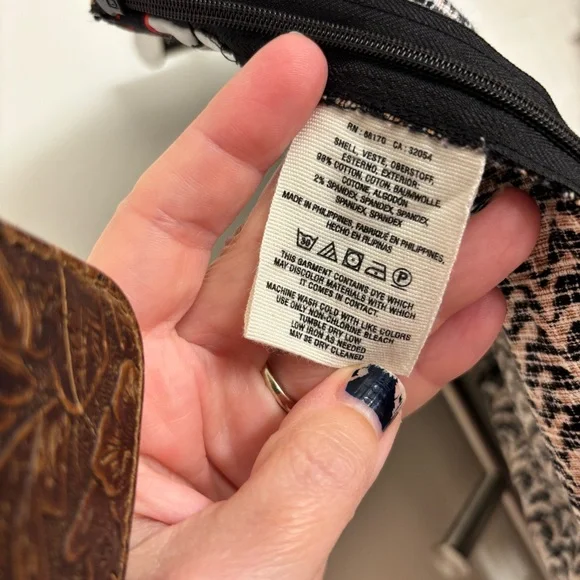 RN : 66170 CA : 32054
SHELL, VESTE, OBERSTOFF,
ESTERNO, EXTERIOR:
98% COTTON, COTON, BAUMWOLLE
COTONE ALGODÓN
2% SPANDEX, SPANDEX, SPANDEX,
SPANDEX, SPANDEX
MADE IN PHILIPPINES, FABRIQUÉ EN PHILIPPINES,
HECHO EN FILIPINAS
30 P
THIS GARMENT CONTAINS DYE WHICH
MAY DISCOLOR MATERIALS WITH WHICH
IT COMES IN CONTACT.
MACHINE WASH COLD WITH LIKE COLORS
USE ONLY NON-CHLORINE BLEACH
TUMBLE DRY LOW
LOW IRON AS NEEDED
MAY BE DRY CLEANED